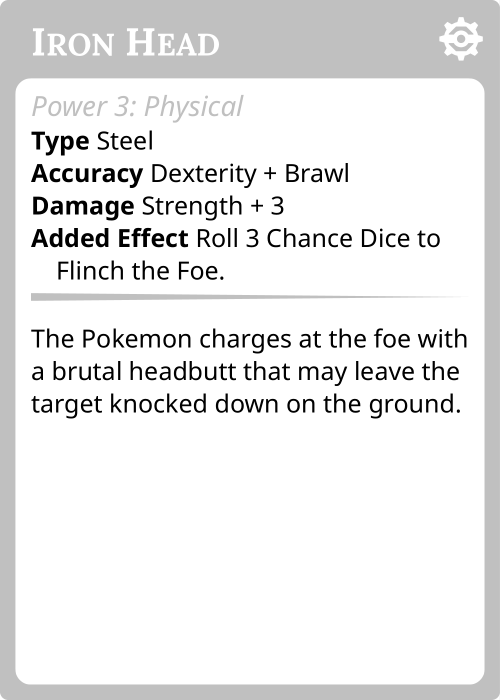 Iron Head
Power 3: Physical
Type Steel
Accuracy Dexterity + Brawl
Damage Strength + 3
Added Effect Roll 3 Chance Dice to
Flinch the Foe.
The Pokemon charges at the foe with
a brutal headbutt that may leave the
target knocked down on the ground.